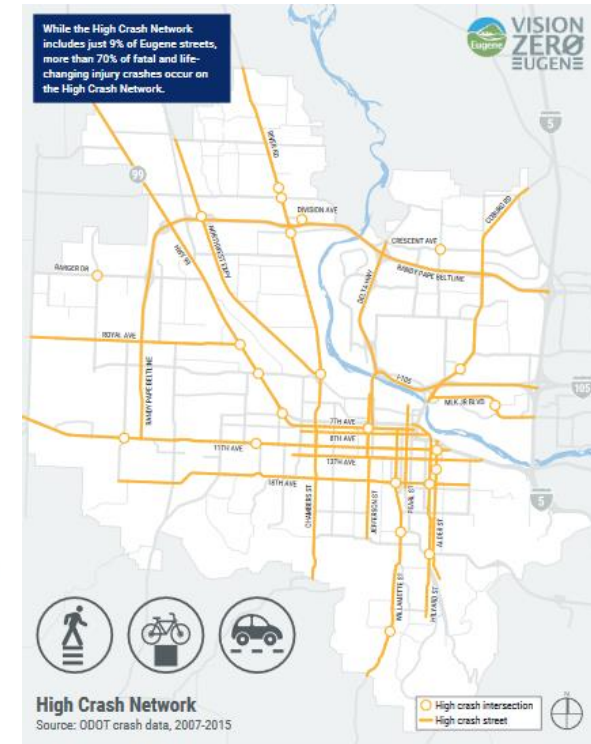 While the High Crash Network
includes just 9% of Eugene streets,
more than 70% of fatal and life-
changing injury crashes occur on
the High Crash Network.
Eugene
VISION
ZERØ
EUGENE
5
99
RIVER RD
COBURG RD
DIVISION AVE
CRESCENT AVE
NORTHWEST EXPY
HWY 99
BARGER DR
RANDY PAPE BELTLINE
DELTA HWY
ROYAL AVE
RANDY PAPE BELTLINE
I-105
105
MLK JR BLVD
7TH AVE
8TH AVE
11TH AVE
13TH AVE
18TH AVE
5
CHAMBERS ST
JEFFERSON ST
PEARL ST
ALDER ST
WILLAMETTE ST
HILYARD ST
High Crash Network
Source: ODOT crash data, 2007-2015
High crash intersection
High crash street
N